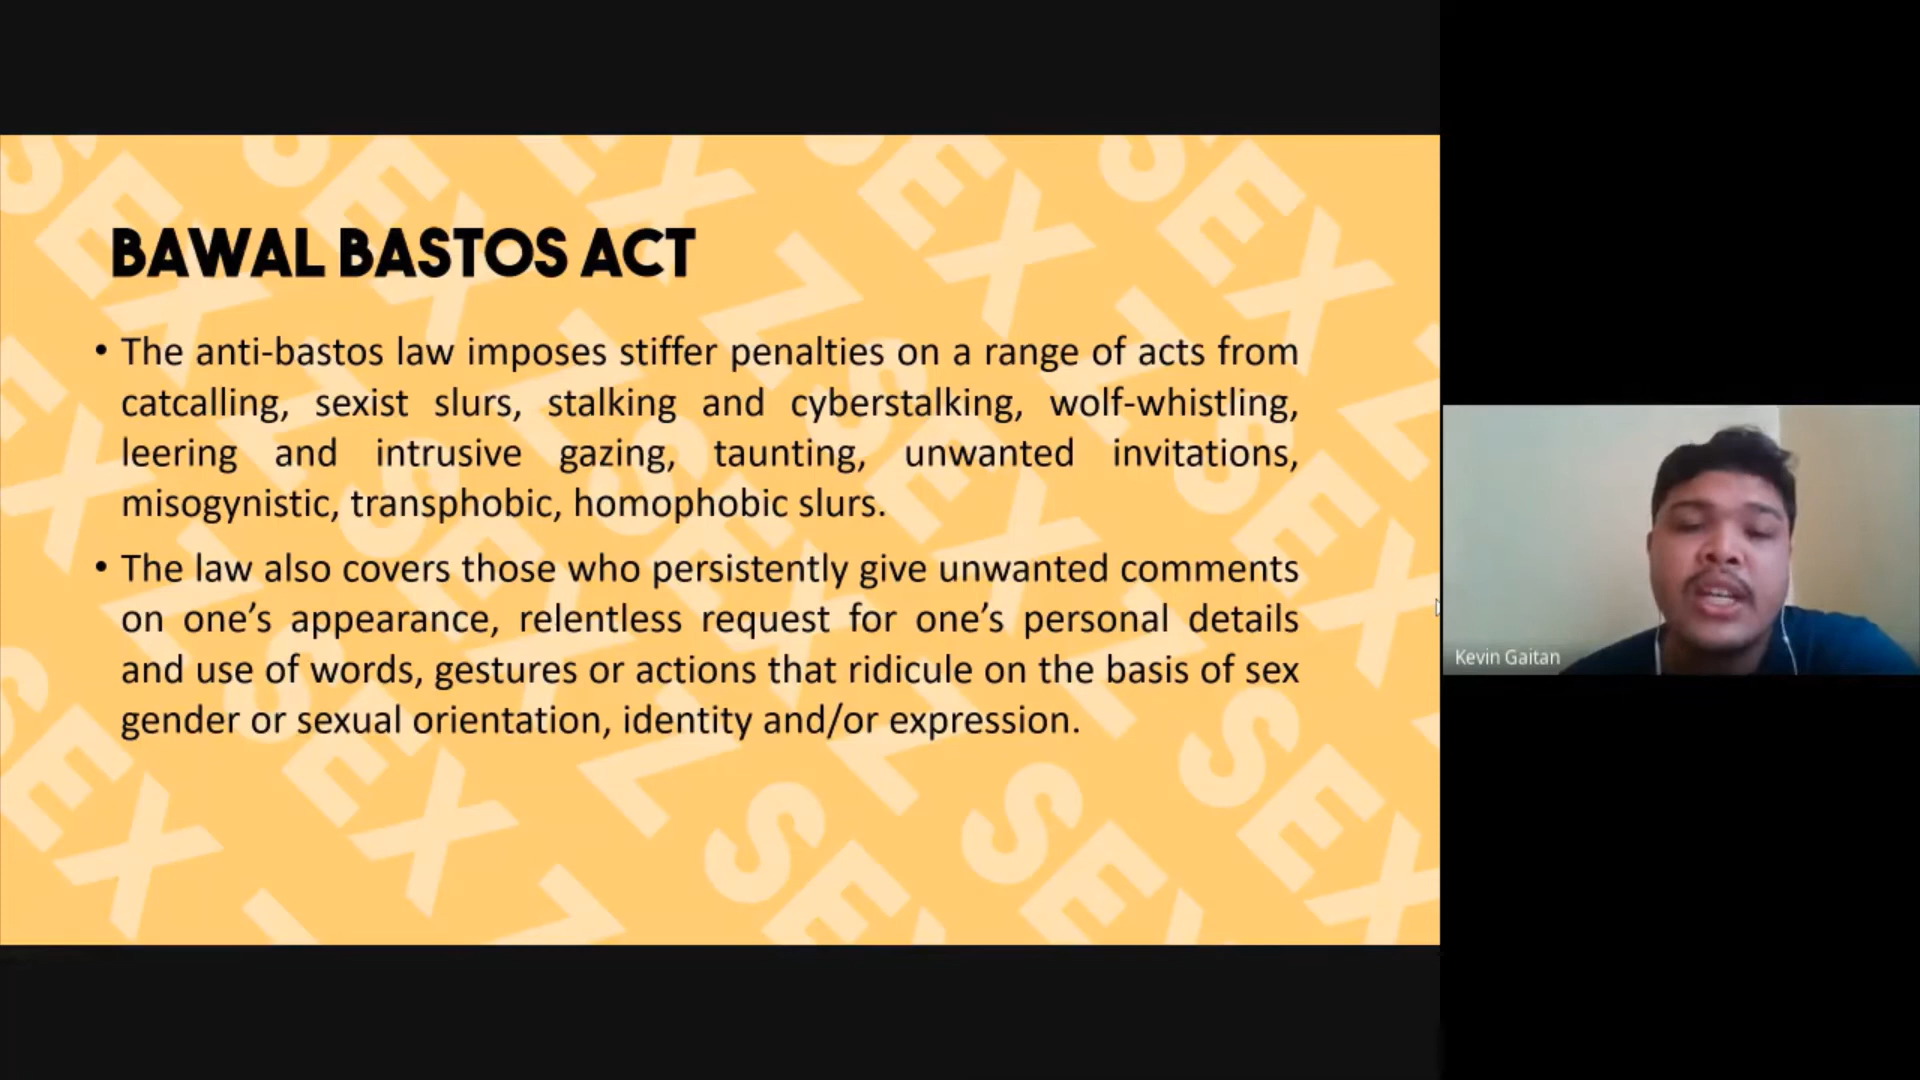 BAWAL BASTOS ACT
• The anti-bastos law imposes stiffer penalties on a range of acts from
catcalling, sexist slurs, stalking and cyberstalking, wolf-whistling,
leering and intrusive gazing, taunting, unwanted invitations,
misogynistic, transphobic, homophobic slurs.
• The law also covers those who persistently give unwanted comments
on one’s appearance, relentless request for one’s personal details
and use of words, gestures or actions that ridicule on the basis of sex
gender or sexual orientation, identity and/or expression.
Kevin Gaitan